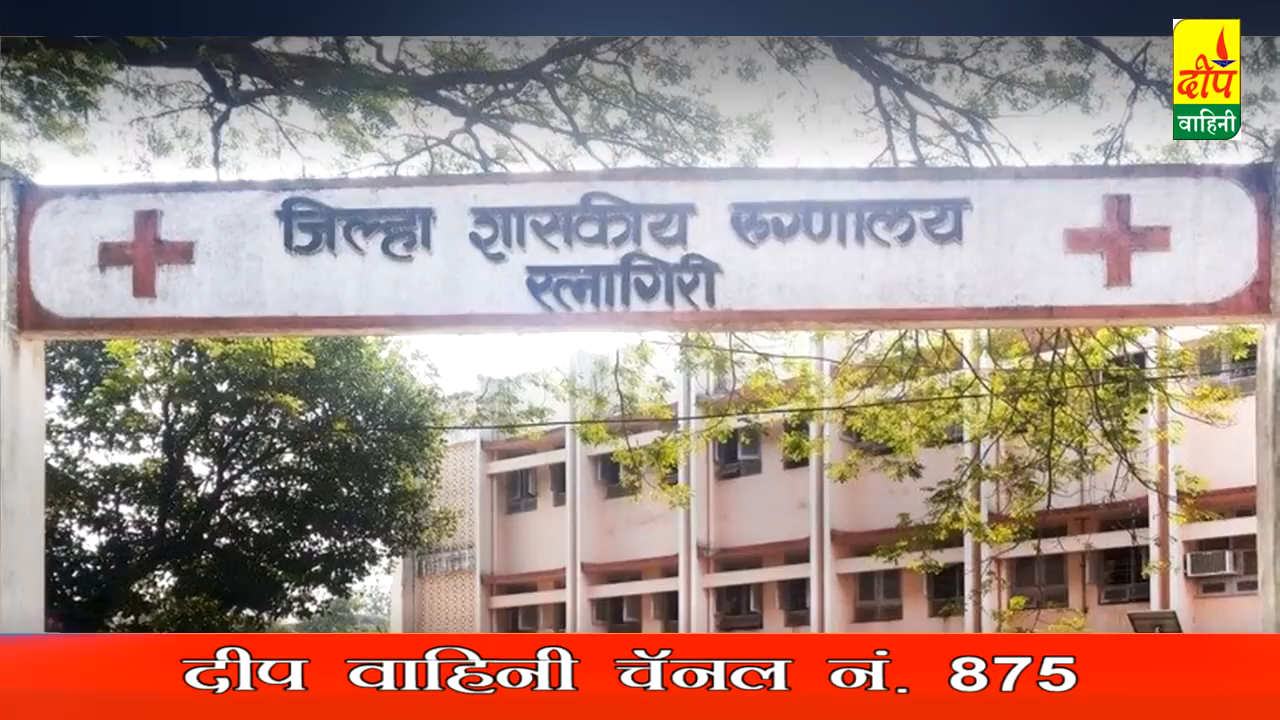 दीप
वाहिनी
जिल्हा शासकीय रुग्णालय
रत्नागिरी
दीप वाहिनी चॅनल नं. 875